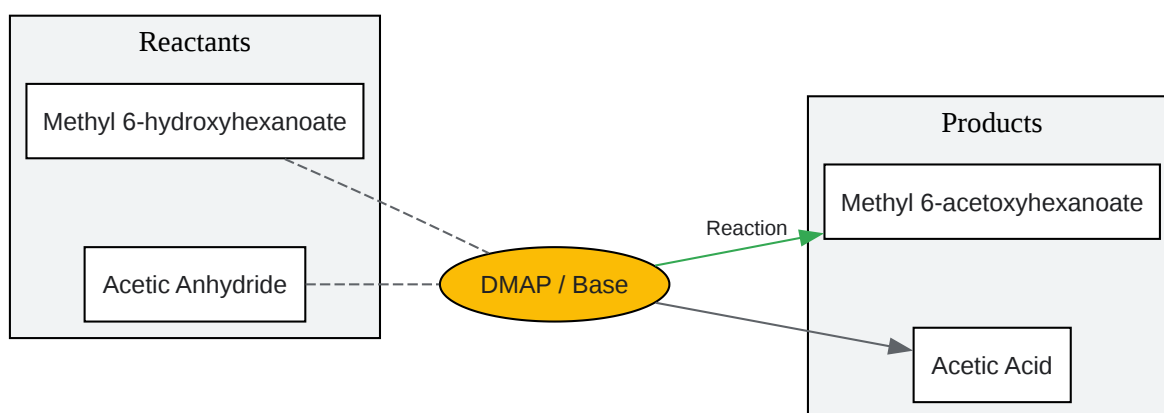 Reactants
Methyl 6-hydroxyhexanoate
Acetic Anhydride
DMAP / Base
Reaction
Products
Methyl 6-acetoxyhexanoate
Acetic Acid